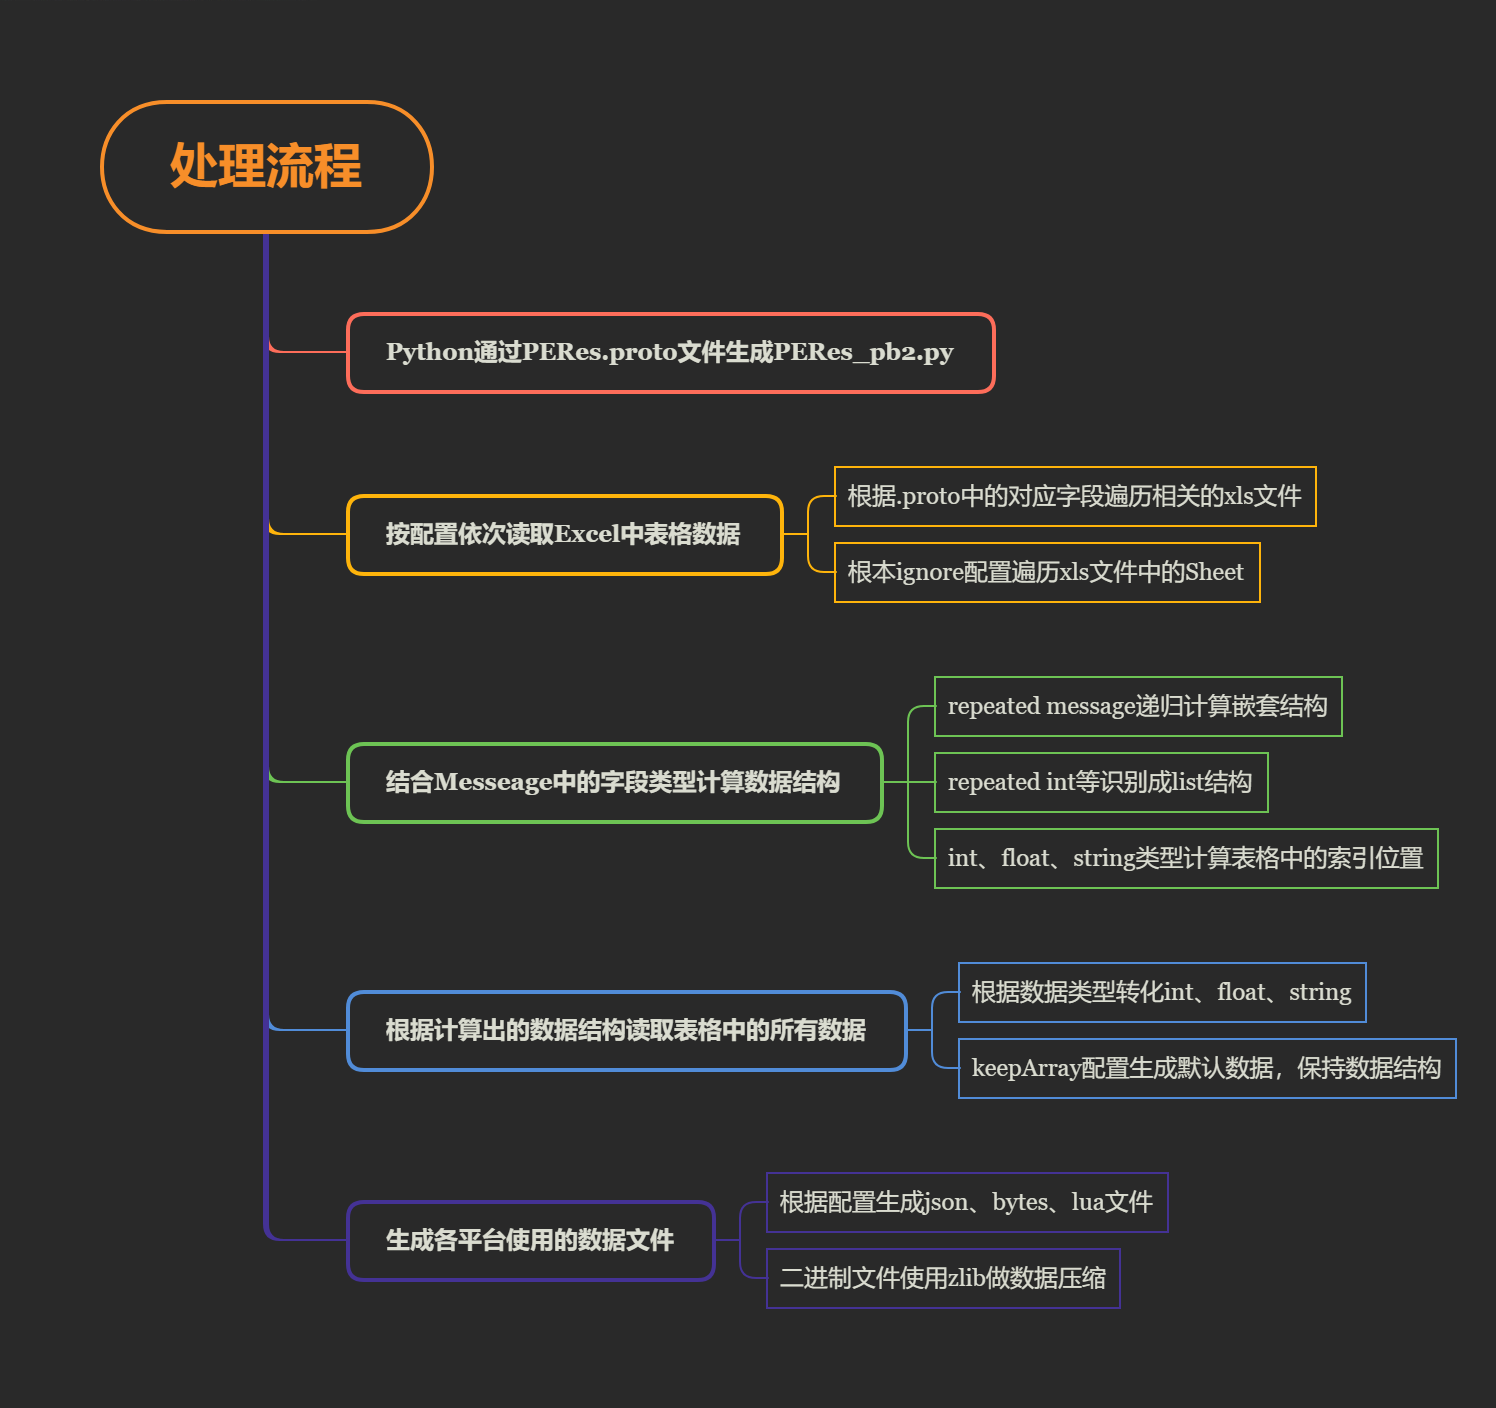 处理流程
Python通过PERes.proto文件生成PERes_pb2.py
按配置依次读取Excel中表格数据
根据.proto中的对应字段遍历相关的xls文件
根本ignore配置遍历xls文件中的Sheet
结合Messeage中的字段类型计算数据结构
repeated message递归计算嵌套结构
repeated int等识别成list结构
int、float、string类型计算表格中的索引位置
根据计算出的数据结构读取表格中的所有数据
根据数据类型转化int、float、string
keepArray配置生成默认数据，保持数据结构
生成各平台使用的数据文件
根据配置生成json、bytes、lua文件
二进制文件使用zlib做数据压缩